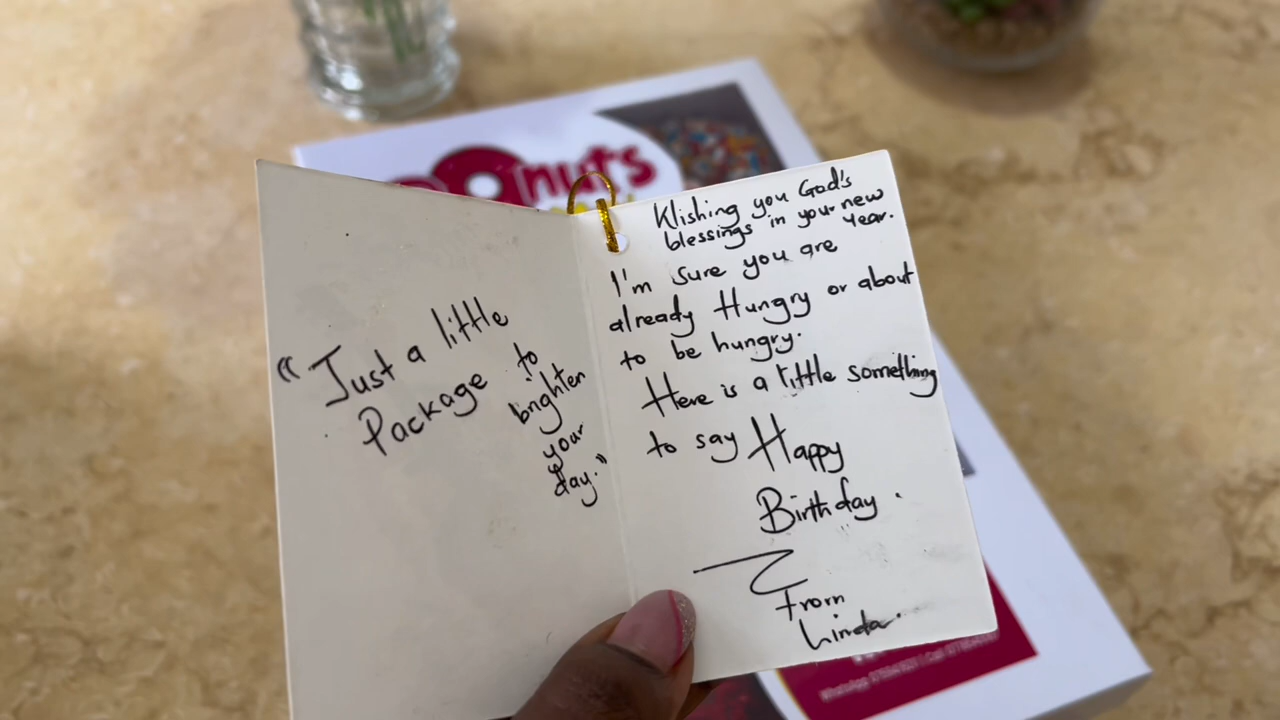 "Just a little
Package to
brighten
your
day."
Wishing you God's
blessings in your new
year.
I'm sure you are
already Hungry or about
to be hungry.
Here is a little something
to say Happy
Birthday.
From
Linda.
Donuts